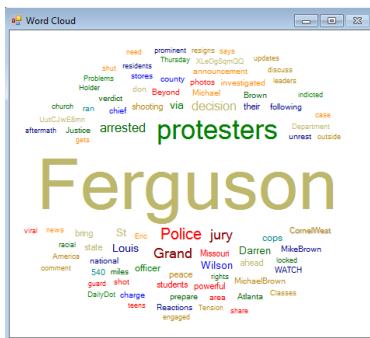 Word Cloud
need prominent resigns says
Thursday XLeOgSqmQQ updates
shut residents announcement discuss
Problems stores county photos investigated leaders
Holder don Beyond Michael
verdict Brown indicted
church ran chief shooting via decision their following
UutCJwE8mn case
aftermath Justice arrested protesters Department
gets unrest outside
Ferguson
viral news bring St Eric Police jury cops CornelWest
racial state Louis Grand Missouri Darren MikeBrown
America national Wilson ahead locked
comment 540 miles officer peace rights WATCH
guard shot students powerful MichaelBrown
DailyDot charge prepare area Atlanta Classes
teens Reactions Tension share
engaged